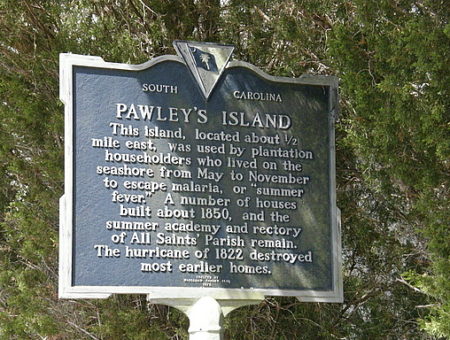 SOUTH CAROLINA
PAWLEY'S ISLAND
This island, located about ½
mile east, was used by plantation
householders who lived on the
seashore from May to November
to escape malaria, or "summer
fever." A number of houses
built about 1850, and the
summer academy and rectory
of All Saints' Parish remain.
The hurricane of 1822 destroyed
most earlier homes.